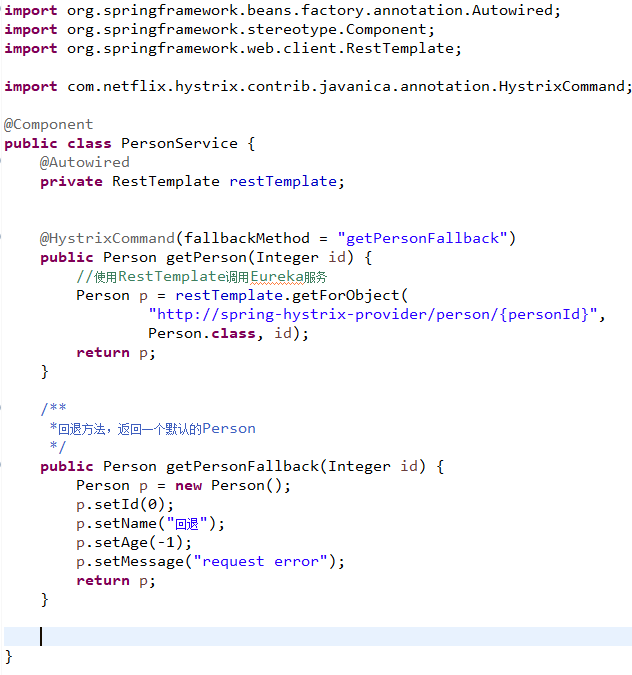 import org.springframework.beans.factory.annotation.Autowired;
import org.springframework.stereotype.Component;
import org.springframework.web.client.RestTemplate;
import com.netflix.hystrix.contrib.javanica.annotation.HystrixCommand;
@Component
public class PersonService {
@Autowired
private RestTemplate restTemplate;
@HystrixCommand(fallbackMethod = "getPersonFallback")
public Person getPerson(Integer id) {
//使用RestTemplate调用Eureka服务
Person p = restTemplate.getForObject(
"http://spring-hystrix-provider/person/{personId}",
Person.class, id);
return p;
}
/**
*回退方法，返回一个默认的Person
*/
public Person getPersonFallback(Integer id) {
Person p = new Person();
p.setId(0);
p.setName("回退");
p.setAge(-1);
p.setMessage("request error");
return p;
}
}